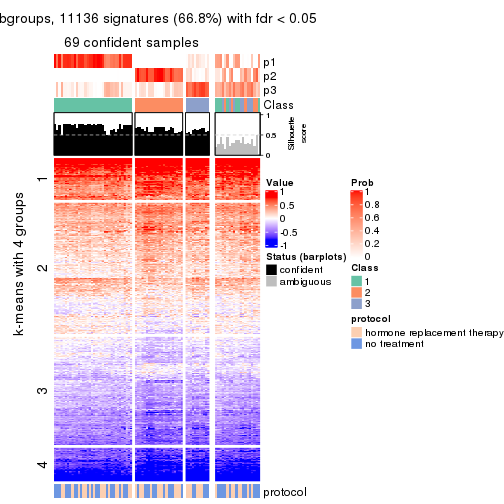 bgroups, 11136 signatures (66.8%) with fdr < 0.05
69 confident samples
p1
p2
p3
Class
1
0.5
0
Silhouette
score
k-means with 4 groups
1
2
3
4
protocol
Value
1
0.5
0
-0.5
-1
Status (barplots)
confident
ambiguous
Prob
1
0.8
0.6
0.4
0.2
0
Class
1
2
3
protocol
hormone replacement therapy
no treatment